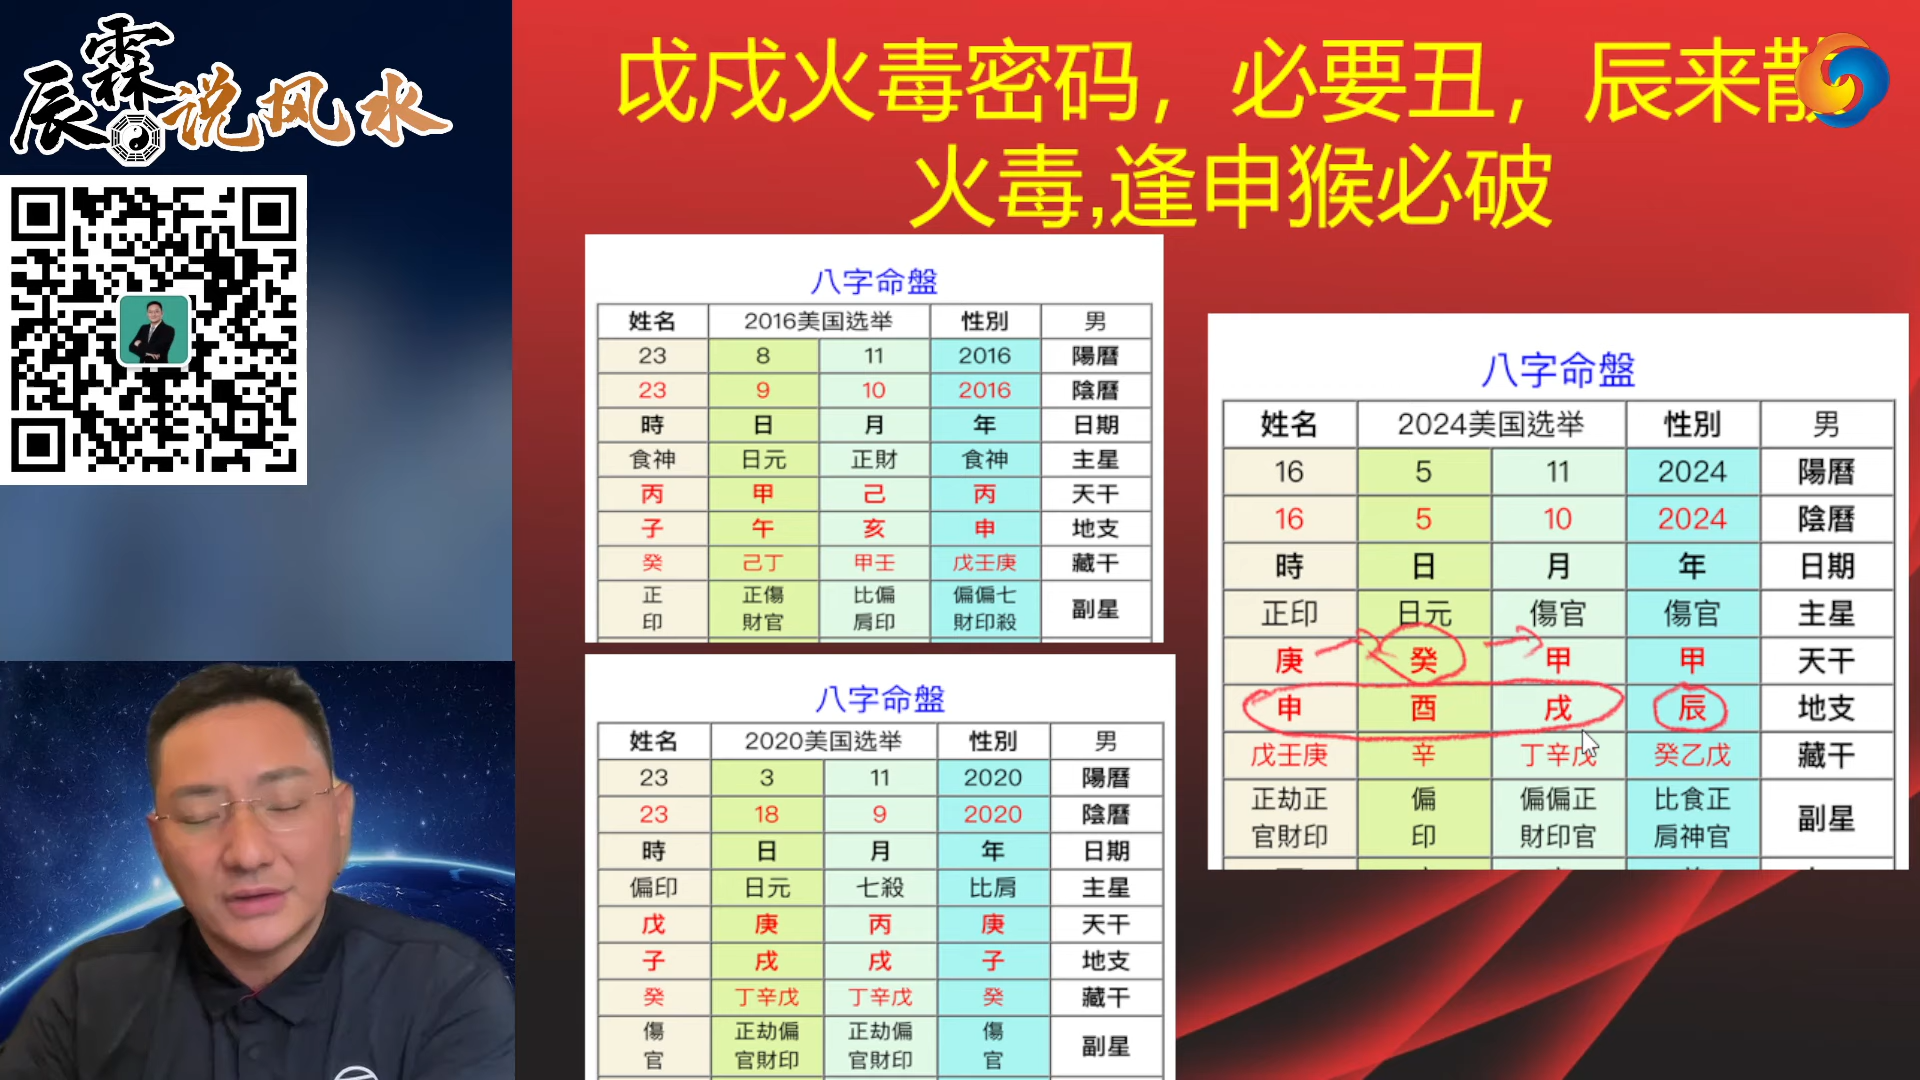 霖
辰 说风水
戉戍火毒密码，必要丑，辰来散
火毒,逢申猴必破
八字命盤
姓名 2016美国选举 性別 男
23 8 11 2016 陽曆
23 9 10 2016 陰曆
時 日 月 年 日期
食神 日元 正財 食神 主星
丙 甲 己 丙 天干
子 午 亥 申 地支
癸 己丁 甲壬 戊壬庚 藏干
正 正傷 比偏 偏偏七 副星
印 財官 肩印 財印殺
八字命盤
姓名 2020美国选举 性別 男
23 3 11 2020 陽曆
23 18 9 2020 陰曆
時 日 月 年 日期
偏印 日元 七殺 比肩 主星
戊 庚 丙 庚 天干
子 戌 戌 子 地支
癸 丁辛戊 丁辛戊 癸 藏干
傷 正劫偏 正劫偏 傷 副星
官 官財印 官財印 官
八字命盤
姓名 2024美国选举 性別 男
16 5 11 2024 陽曆
16 5 10 2024 陰曆
時 日 月 年 日期
正印 日元 傷官 傷官 主星
庚 癸 甲 甲 天干
申 酉 戌 辰 地支
戊壬庚 辛 丁辛戊 癸乙戊 藏干
正劫正 偏 偏偏正 比食正 副星
官財印 印 財印官 肩神官